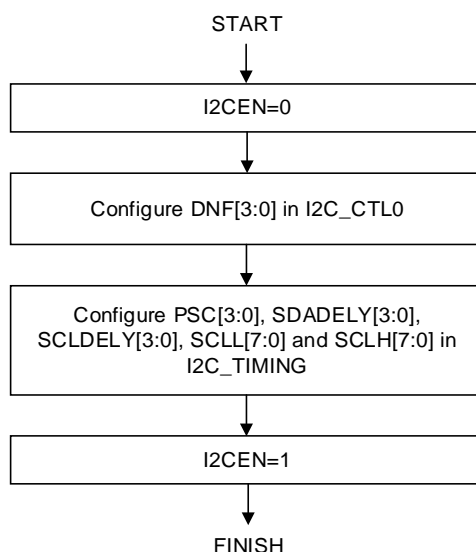 START
I2CEN=0
Configure DNF[3:0] in I2C_CTL0
Configure PSC[3:0], SDADELY[3:0],
SCLDELY[3:0], SCLL[7:0] and SCLH[7:0] in
I2C_TIMING
I2CEN=1
FINISH